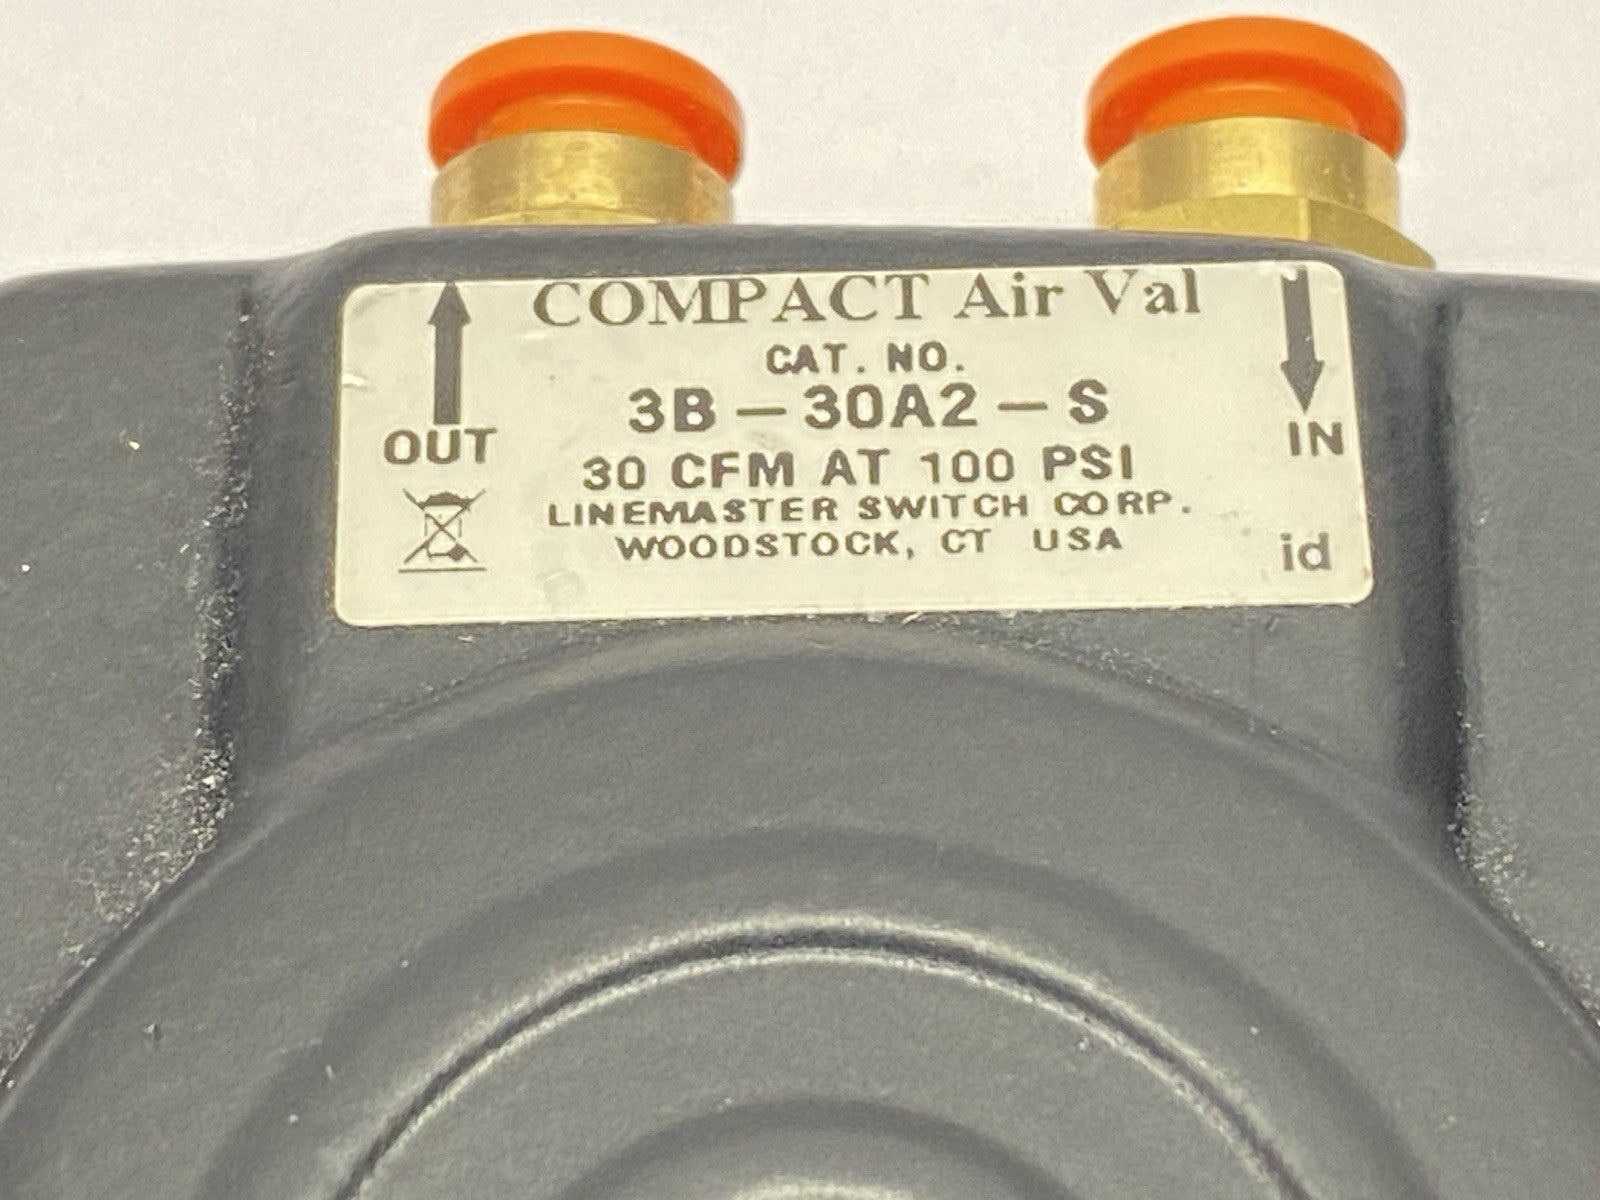 COMPACT Air Val
CAT. NO.
3B-30A2-S
OUT
IN
30 CFM AT 100 PSI
LINEMASTER SWITCH CORP.
WOODSTOCK, CT USA
id